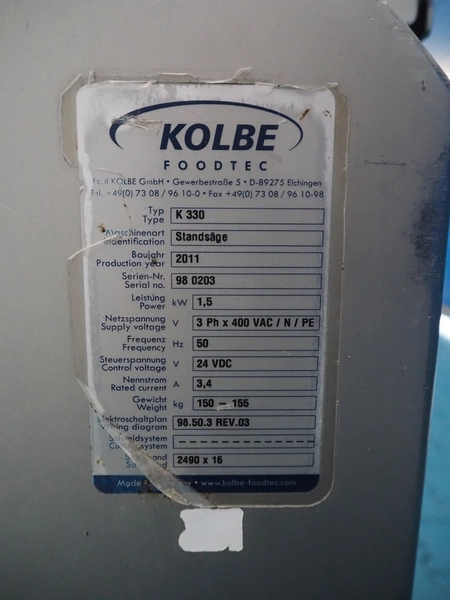 KOLBE
FOODTEC
KOLBE GmbH • Gewerbestraße 5 • D-89275 Elchingen
Tel. +49(0) 73 08 / 96 10-0 • Fax +49(0) 73 08 / 96 10-98
Typ
Type K 330
Maschinenart
Indentification Standsäge
Baujahr
Production year 2011
Serien-Nr.
Serial no. 98 0203
Leistung
Power kW 1,5
Netzspannung
Supply voltage V 3 Ph x 400 VAC / N / PE
Frequenz
Frequency Hz 50
Steuerspannung
Control voltage V 24 VDC
Nennstrom
Rated current A 3,4
Gewicht
Weight kg 150 – 155
Elektroschaltplan
diagram 98.50.3 REV.03
2490 x 16
Made • www.kolbe-foodtec.com